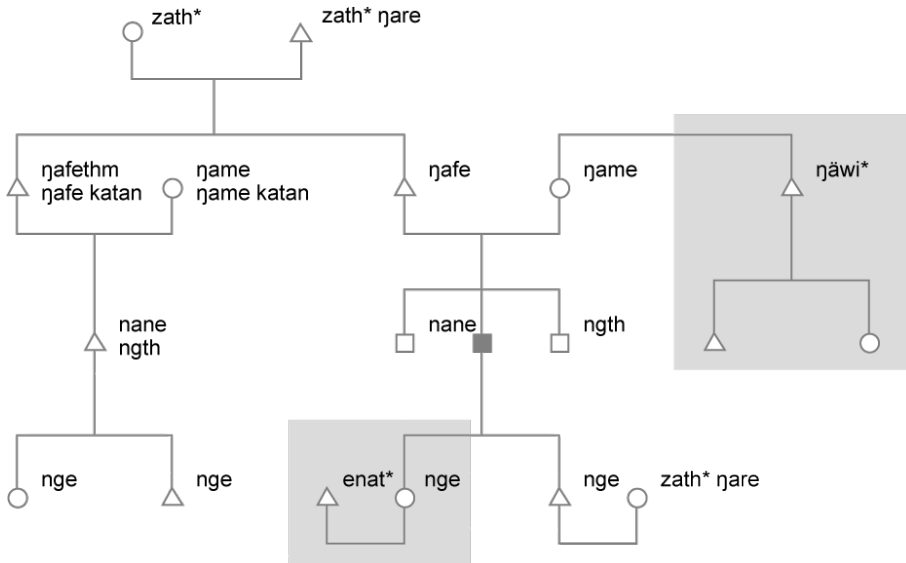 zath*
zath* ŋare
ŋafethm
ŋafe katan
ŋame
ŋame katan
ŋafe
ŋame
ŋäwi*
nane
ngth
nane
ngth
nge
nge
enat*
nge
nge
zath* ŋare